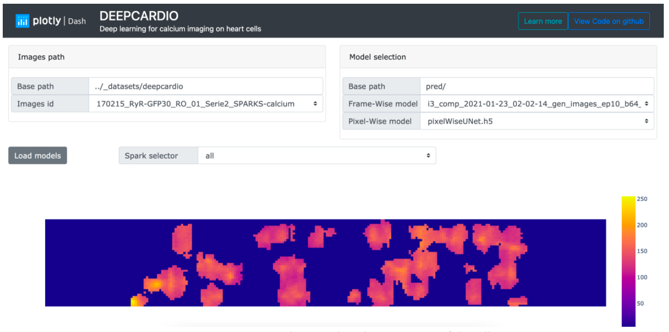 plotly | Dash
DEEPCARDIO
Deep learning for calcium imaging on heart cells
Learn more
View Code on github
Images path
Base path
../_datasets/deepcardio
Images id
170215_RyR-GFP30_RO_01_Serie2_SPARKS-calcium
Model selection
Base path
pred/
Frame-Wise model
i3_comp_2021-01-23_02-02-14_gen_images_ep10_b64_
Pixel-Wise model
pixelWiseUNet.h5
Load models
Spark selector
all
250
200
150
100
50